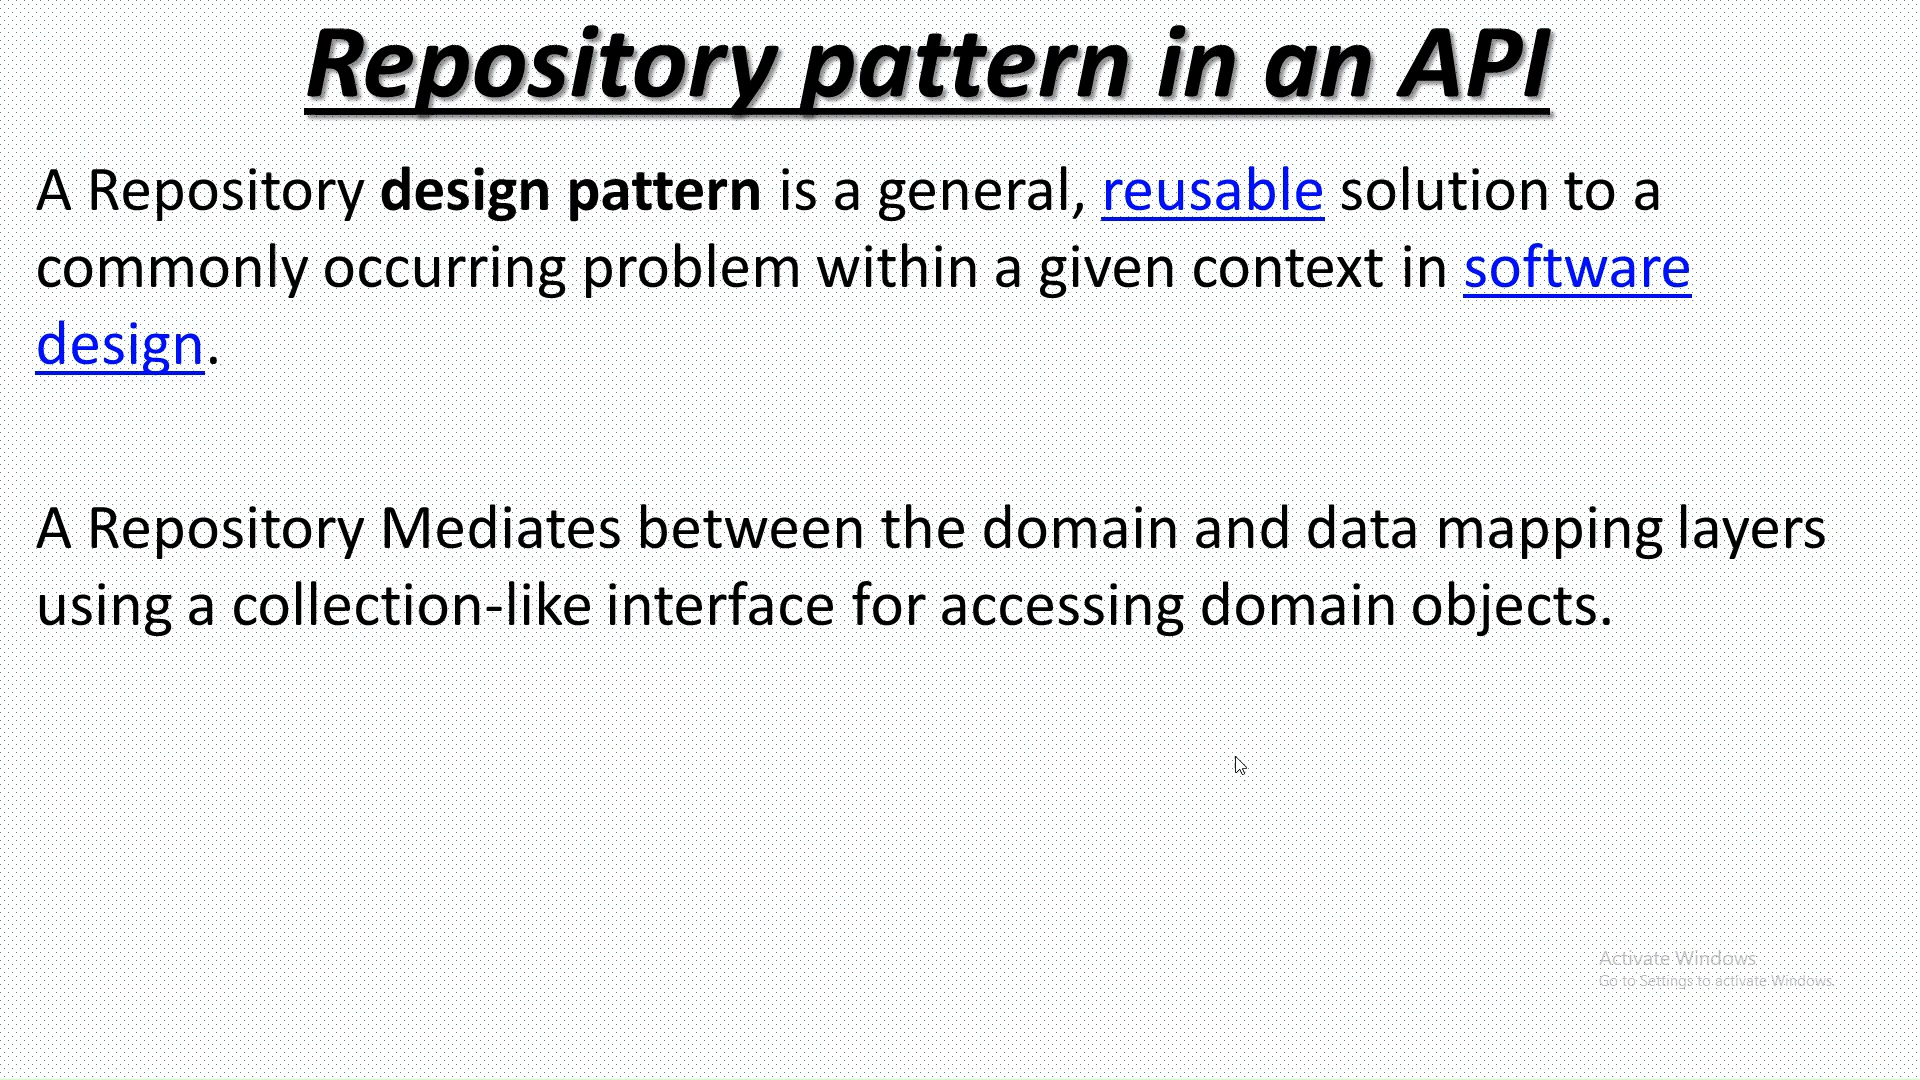 Repository pattern in an API
A Repository design pattern is a general, reusable solution to a
commonly occurring problem within a given context in software
design.
A Repository Mediates between the domain and data mapping layers
using a collection-like interface for accessing domain objects.
Activate Windows
Go to Settings to activate Windows.